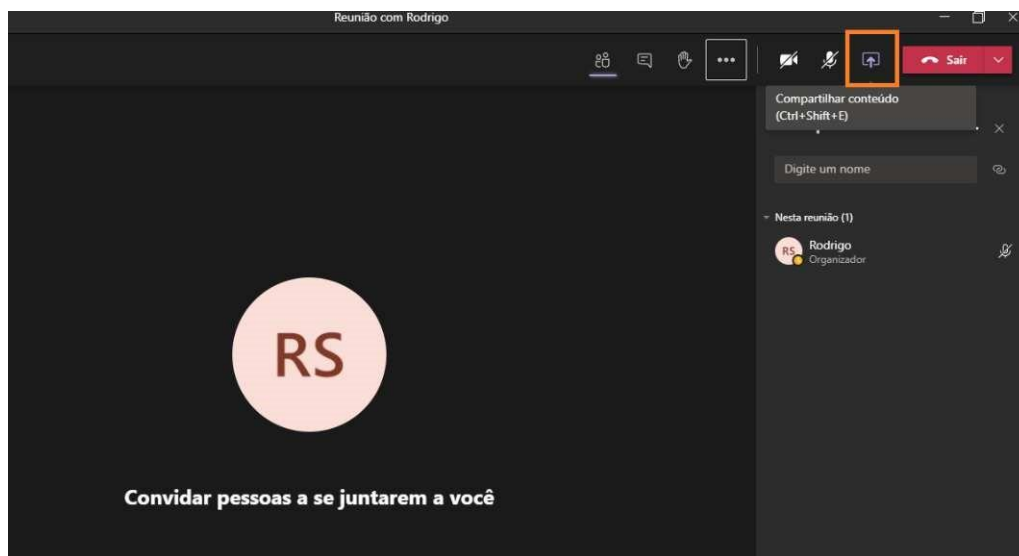 Reunião com Rodrigo
Sair
Compartilhar conteúdo
(Ctrl+Shift+E)
Digite um nome
Nesta reunião (1)
RS
Rodrigo
Organizador
RS
Convidar pessoas a se juntarem a você